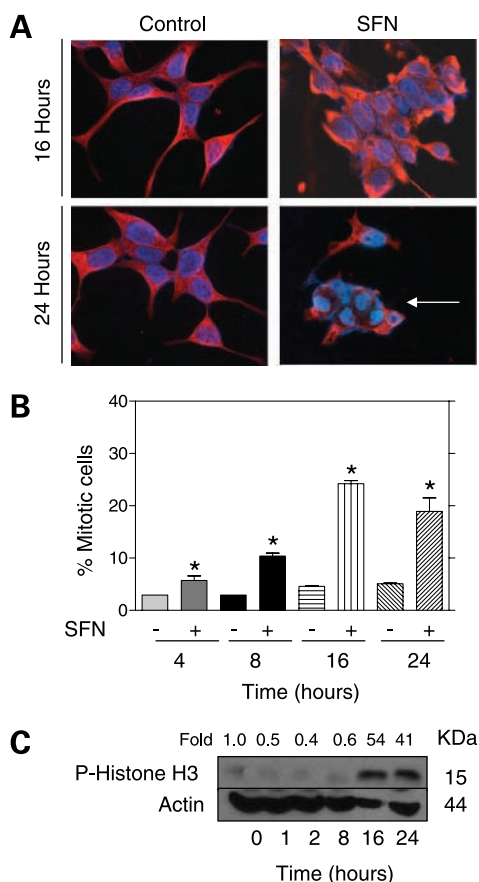 A
Control SFN
16 Hours
24 Hours
B
% Mitotic cells
40
30
20
10
0
* * * *
SFN - + - + - + - +
4 8 16 24
Time (hours)
C
Fold 1.0 0.5 0.4 0.6 54 41 KDa
P-Histone H3 15
Actin 44
0 1 2 8 16 24
Time (hours)